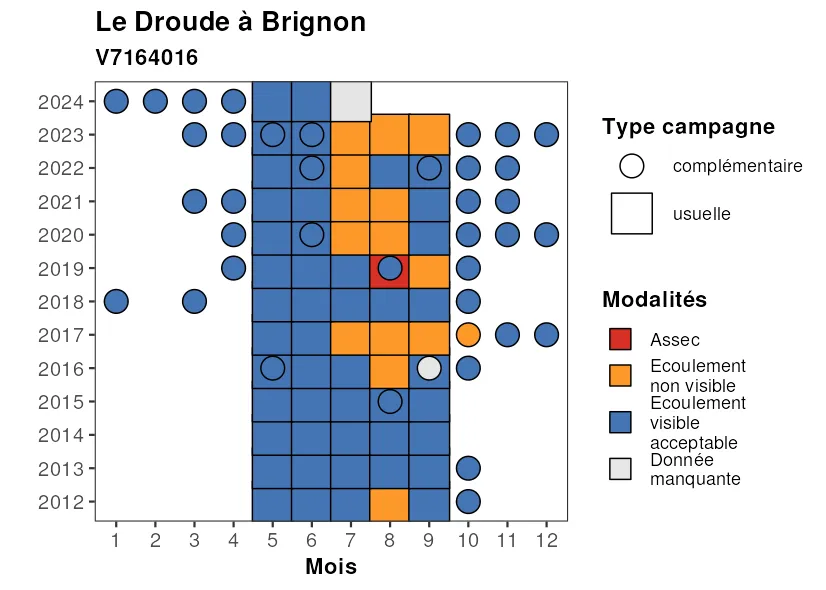 Le Droude à Brignon
V7164016
2024
2023
2022
2021
2020
2019
2018
2017
2016
2015
2014
2013
2012
1 2 3 4 5 6 7 8 9 10 11 12
Mois
Type campagne
complémentaire
usuelle
Modalités
Assec
Ecoulement
non visible
Ecoulement
visible
acceptable
Donnée
manquante